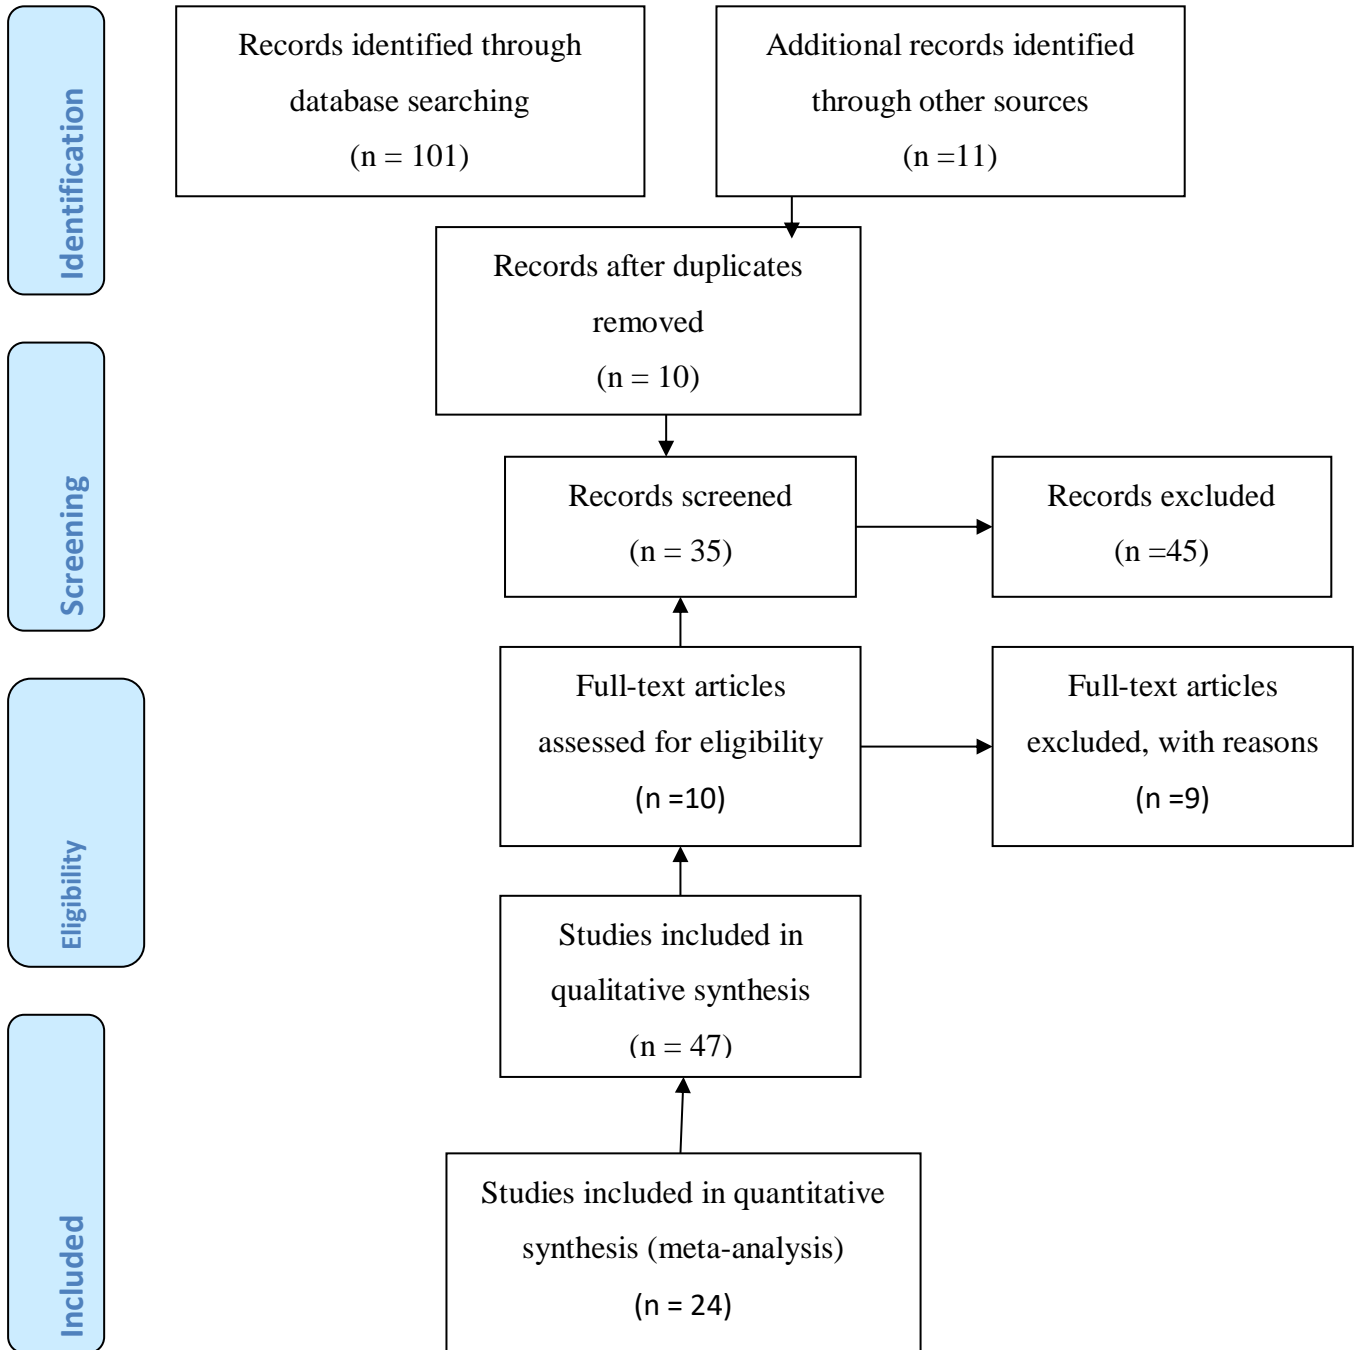 Identification
Records identified through
database searching
(n = 101)
Additional records identified
through other sources
(n =11)
Records after duplicates
removed
(n = 10)
Screening
Records screened
(n = 35)
Records excluded
(n =45)
Eligibility
Full-text articles
assessed for eligibility
(n =10)
Full-text articles
excluded, with reasons
(n =9)
Studies included in
qualitative synthesis
(n = 47)
Included
Studies included in quantitative
synthesis (meta-analysis)
(n = 24)